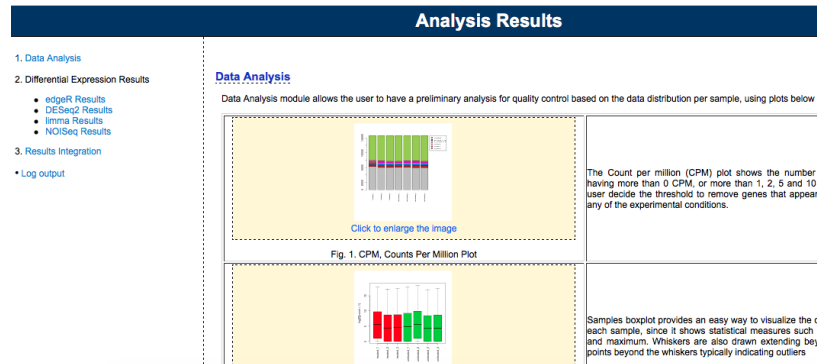 Analysis Results
1. Data Analysis
2. Differential Expression Results
• edgeR Results
• DESeq2 Results
• limma Results
• NOISeq Results
3. Results Integration
• Log output
Data Analysis
Data Analysis module allows the user to have a preliminary analysis for quality control based on the data distribution per sample, using plots below
Click to enlarge the image
Fig. 1. CPM, Counts Per Million Plot
The Count per million (CPM) plot shows the number
having more than 0 CPM, or more than 1, 2, 5 and 10
user decide the threshold to remove genes that appear
any of the experimental conditions.
Samples boxplot provides an easy way to visualize the
each sample, since it shows statistical measures such
and maximum. Whiskers are also drawn extending
points beyond the whiskers typically indicating outliers